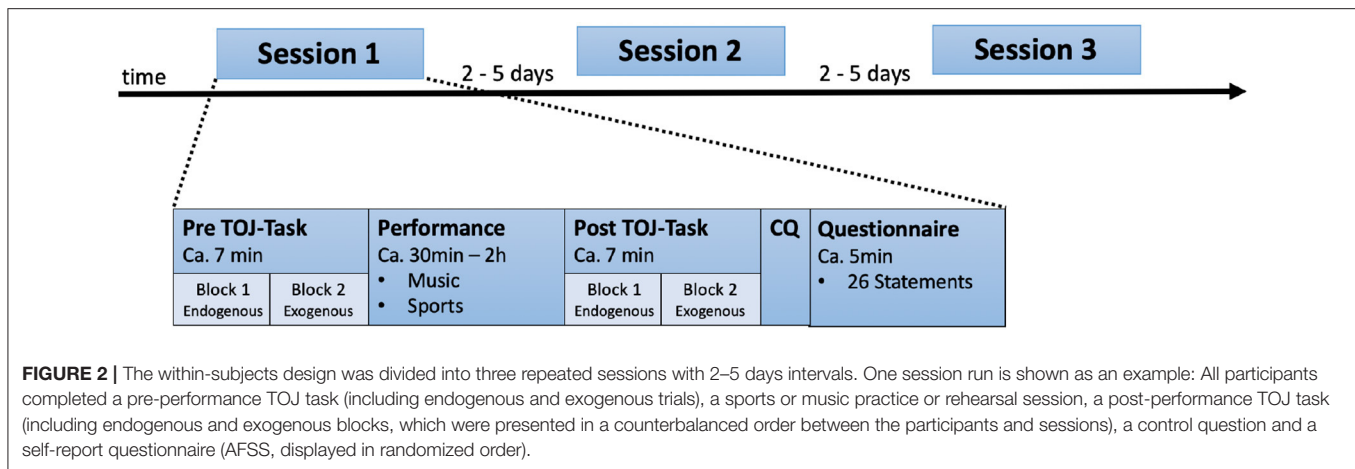 Session 1
Session 2
Session 3
time
2 - 5 days
2 - 5 days
Pre TOJ-Task
Ca. 7 min
Block 1
Endogenous
Block 2
Exogenous
Performance
Ca. 30min – 2h
• Music
• Sports
Post TOJ-Task
Ca. 7 min
Block 1
Endogenous
Block 2
Exogenous
CQ
Questionnaire
Ca. 5min
• 26 Statements
FIGURE 2 | The within-subjects design was divided into three repeated sessions with 2–5 days intervals. One session run is shown as an example: All participants
completed a pre-performance TOJ task (including endogenous and exogenous trials), a sports or music practice or rehearsal session, a post-performance TOJ task
(including endogenous and exogenous blocks, which were presented in a counterbalanced order between the participants and sessions), a control question and a
self-report questionnaire (AFSS, displayed in randomized order).